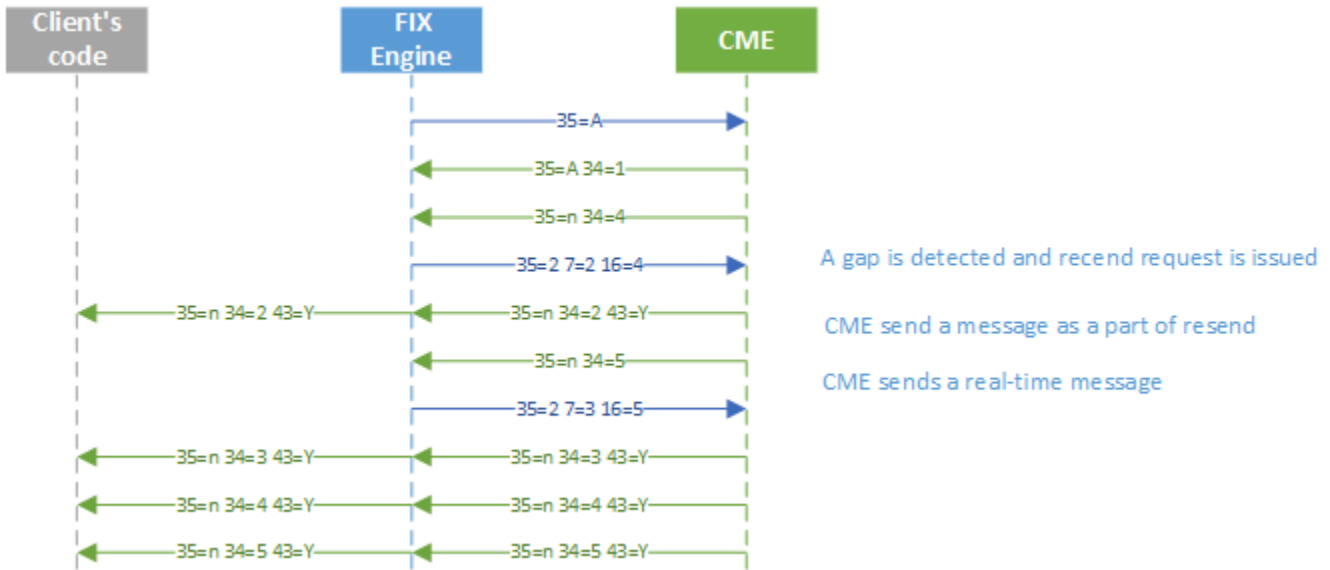 Client's
code
FIX
Engine
CME
35=A
35=A 34=1
35=n 34=4
35=2 7=2 16=4
A gap is detected and recend request is issued
35=n 34=2 43=Y
35=n 34=2 43=Y
CME send a message as a part of resend
35=n 34=5
CME sends a real-time message
35=2 7=3 16=5
35=n 34=3 43=Y
35=n 34=3 43=Y
35=n 34=4 43=Y
35=n 34=4 43=Y
35=n 34=5 43=Y
35=n 34=5 43=Y